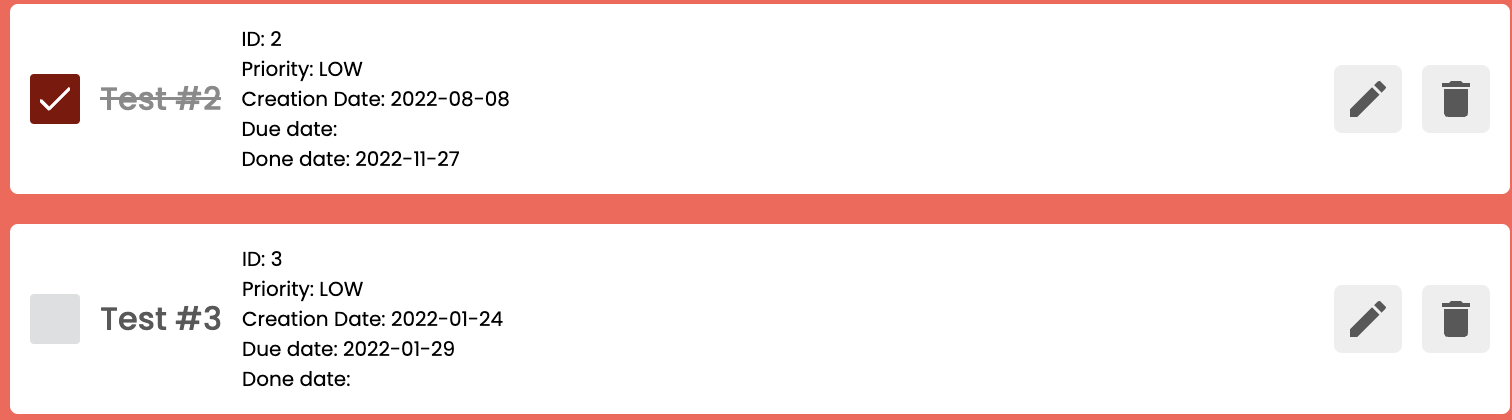 Test #2
ID: 2
Priority: LOW
Creation Date: 2022-08-08
Due date:
Done date: 2022-11-27
Test #3
ID: 3
Priority: LOW
Creation Date: 2022-01-24
Due date: 2022-01-29
Done date: